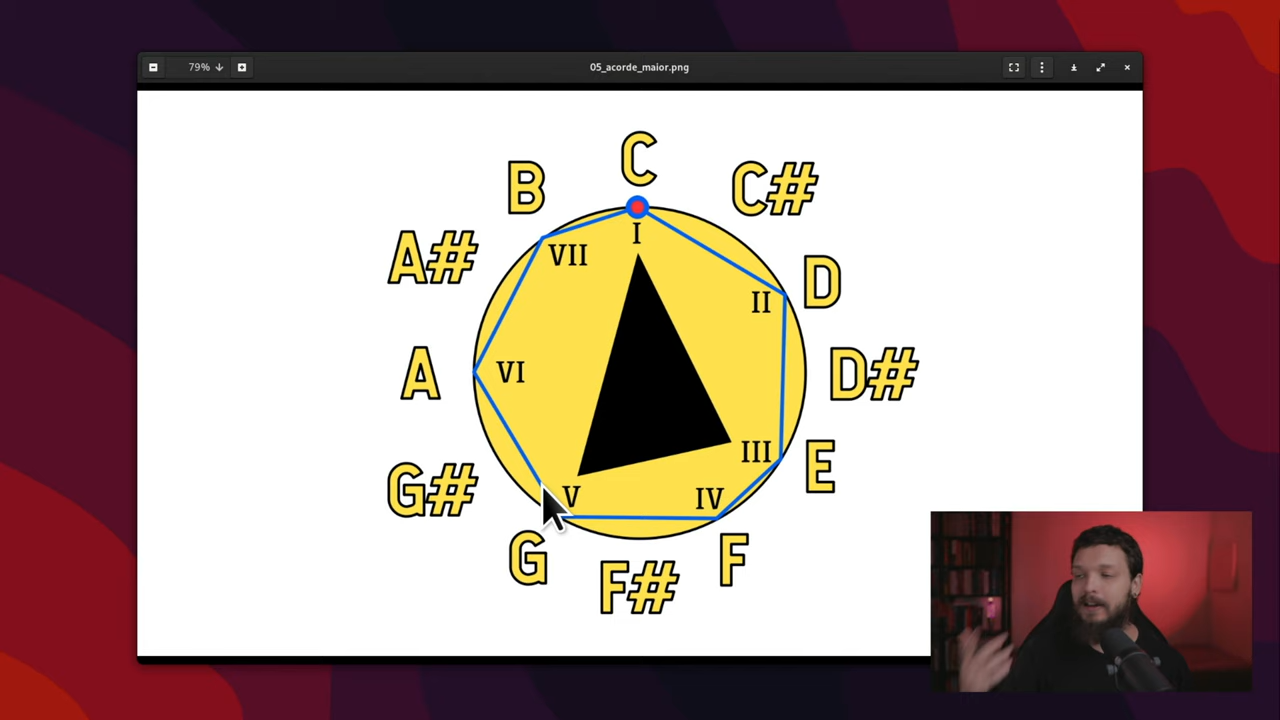 79%
05_acorde_maior.png
C
B
C#
A#
I
VII
D
II
A
VI
D#
III
E
G#
V
IV
G
F#
F